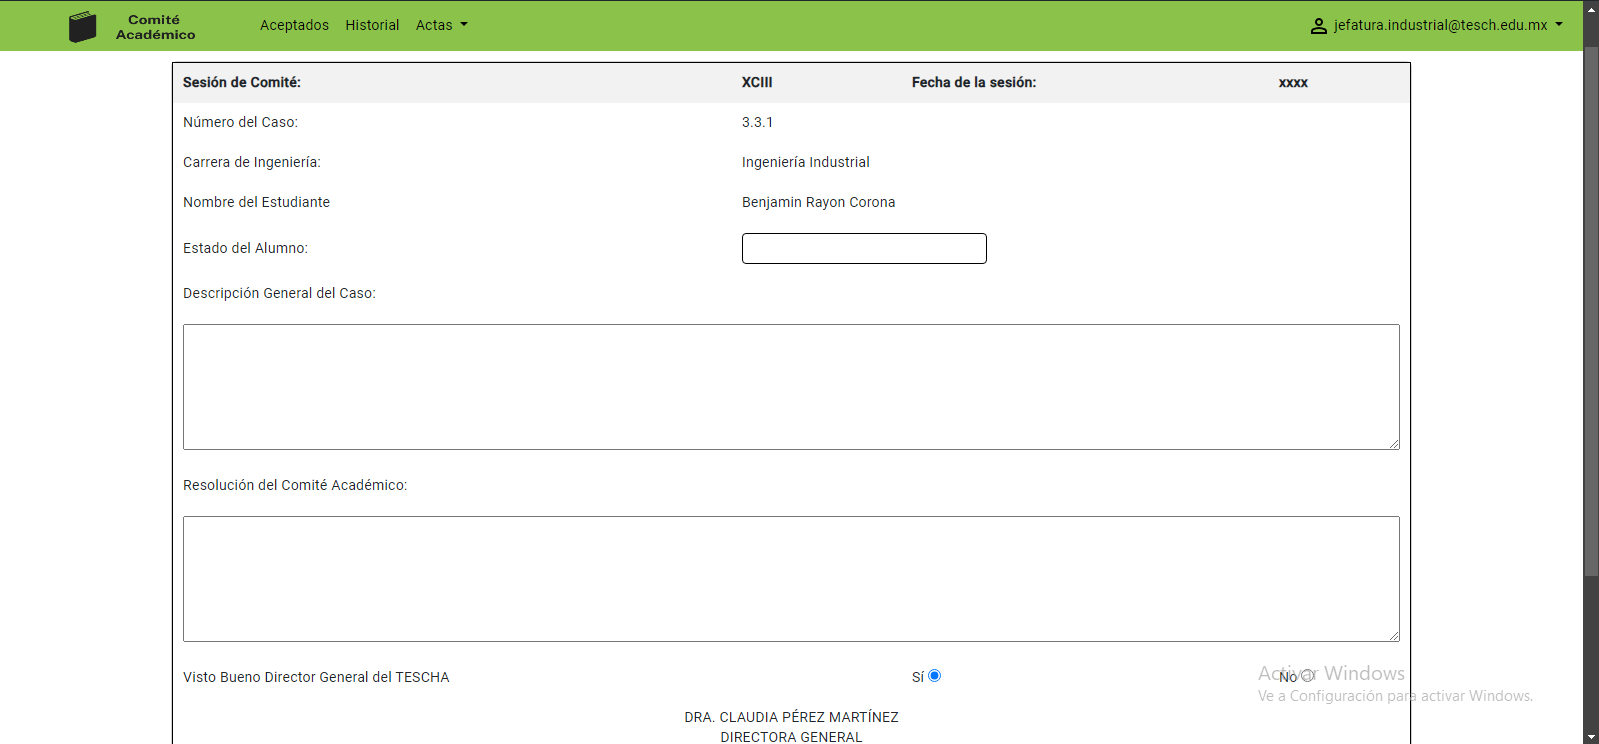 Comité Académico
Aceptados Historial Actas jefatura.industrial@tesch.edu.mx
Sesión de Comité: XCIII Fecha de la sesión: xxxx
Número del Caso: 3.3.1
Carrera de Ingeniería: Ingeniería Industrial
Nombre del Estudiante Benjamin Rayon Corona
Estado del Alumno:
Descripción General del Caso:
Resolución del Comité Académico:
Visto Bueno Director General del TESCHA Sí No
Activar Windows
Ve a Configuración para activar Windows.
DRA. CLAUDIA PÉREZ MARTÍNEZ
DIRECTORA GENERAL